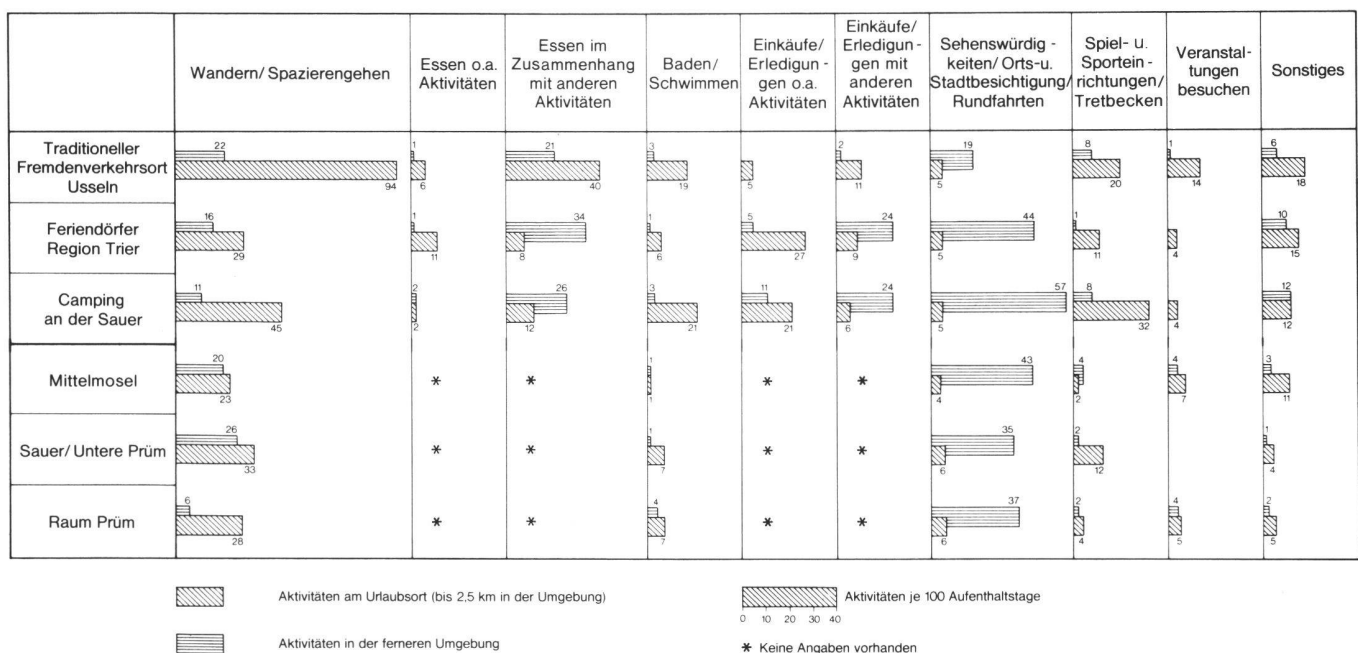 Wandern/ Spazierengehen
Essen o.a.
Aktivitäten
Essen im
Zusammenhang
mit anderen
Aktivitäten
Baden/
Schwimmen
Einkäufe/
Erledigun -
gen o.a.
Aktivitäten
Einkäufe/
Erledigun -
gen mit
anderen
Aktivitäten
Sehenswürdig -
keiten/ Orts-u.
Stadtbesichtigung/
Rundfahrten
Spiel- u.
Sportein -
richtungen/
Tretbecken
Veranstal-
tungen
besuchen
Sonstiges
Traditioneller
Fremdenverkehrsort
Usseln
22 1 21 3 2 19 8 1 6
94 6 40 19 5 11 5 20 14 18
Feriendörfer
Region Trier
16 1 34 1 5 24 44 1 10
29 11 8 6 27 9 5 11 4 15
Camping
an der Sauer
11 2 26 3 11 24 57 8 12
45 2 12 21 21 6 5 32 4 12
Mittelmosel
20 1 43 4 4 3
* * * *
23 1 4 2 7 11
Sauer/ Untere Prüm
26 1 35 2 1
* * * *
33 7 6 12 4
Raum Prüm
6 4 37 2 4 2
* * * *
28 7 6 4 5 5
Aktivitäten am Urlaubsort (bis 2,5 km in der Umgebung)
Aktivitäten je 100 Aufenthaltstage
0 10 20 30 40
Aktivitäten in der ferneren Umgebung
* Keine Angaben vorhanden